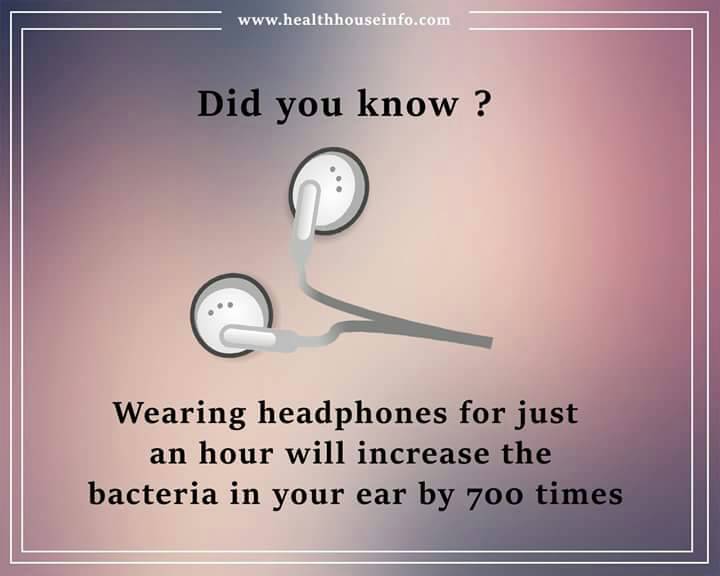 www.healthhouseinfo.com
Did you know ?
Wearing headphones for just
an hour will increase the
bacteria in your ear by 700 times